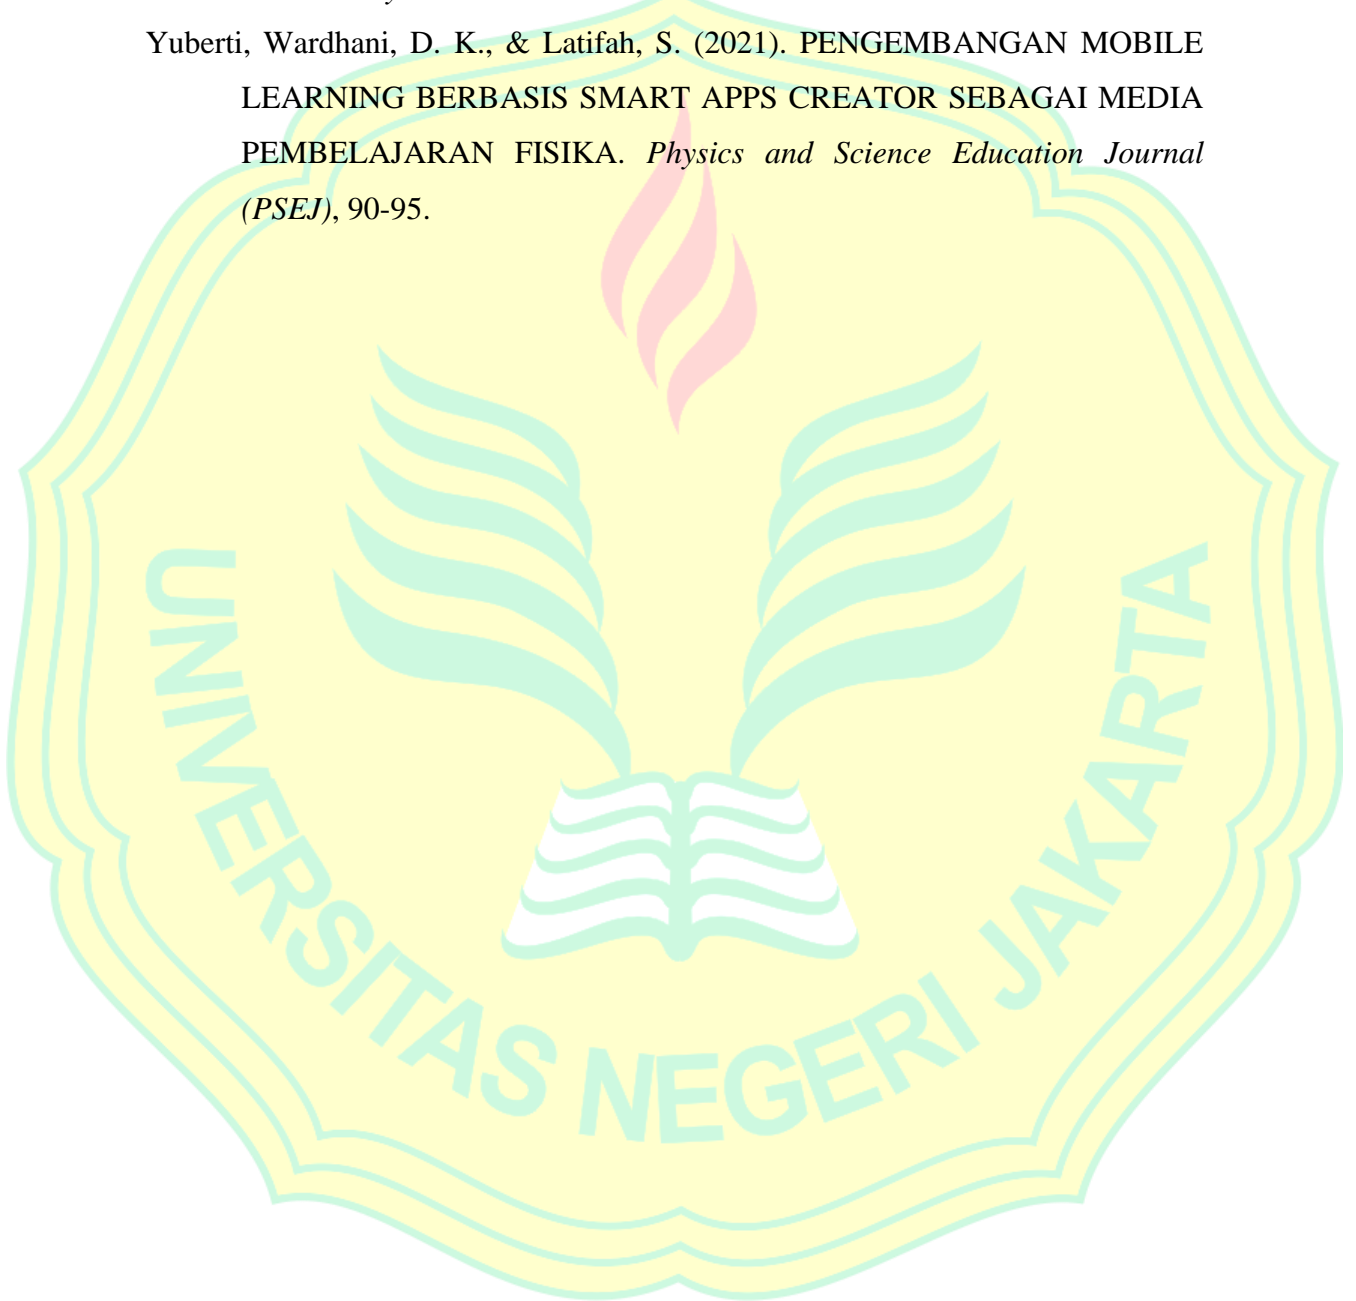 Yuberti, Wardhani, D. K., & Latifah, S. (2021). PENGEMBANGAN MOBILE
LEARNING BERBASIS SMART APPS CREATOR SEBAGAI MEDIA
PEMBELAJARAN FISIKA. Physics and Science Education Journal
(PSEJ), 90-95.
UNIVERSITAS NEGERI JAKARTA